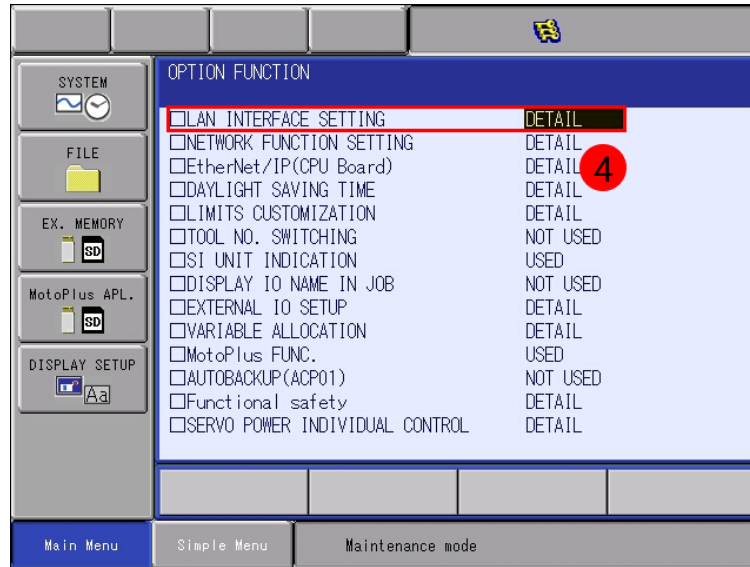 SYSTEM
FILE
EX. MEMORY
SD
MotoPlus APL.
SD
DISPLAY SETUP
Aa
OPTION FUNCTION
□LAN INTERFACE SETTING DETAIL
□NETWORK FUNCTION SETTING DETAIL
□EtherNet/IP(CPU Board) DETAIL
4
□DAYLIGHT SAVING TIME DETAIL
□LIMITS CUSTOMIZATION DETAIL
□TOOL NO. SWITCHING NOT USED
□SI UNIT INDICATION USED
□DISPLAY IO NAME IN JOB NOT USED
□EXTERNAL IO SETUP DETAIL
□VARIABLE ALLOCATION DETAIL
□MotoPlus FUNC. USED
□AUTOBACKUP(ACP01) NOT USED
□Functional safety DETAIL
□SERVO POWER INDIVIDUAL CONTROL DETAIL
Main Menu
Simple Menu
Maintenance mode